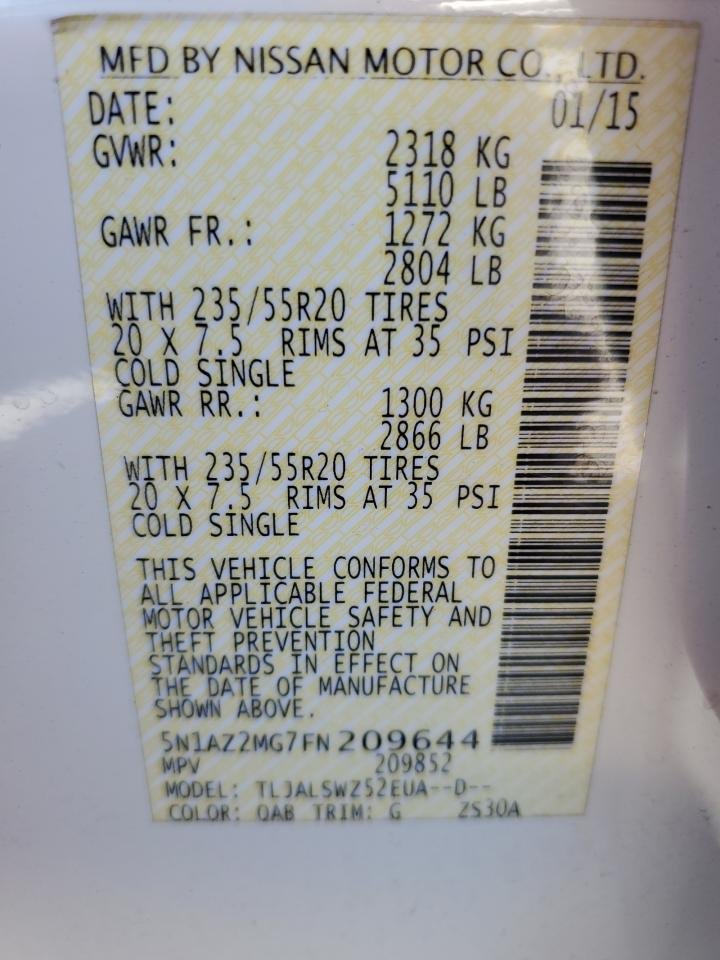 MFD BY NISSAN MOTOR CO., LTD.
DATE: 01/15
GVWR: 2318 KG
5110 LB
GAWR FR.: 1272 KG
2804 LB
WITH 235/55R20 TIRES
20 X 7.5 RIMS AT 35 PSI
COLD SINGLE
GAWR RR.: 1300 KG
2866 LB
WITH 235/55R20 TIRES
20 X 7.5 RIMS AT 35 PSI
COLD SINGLE
THIS VEHICLE CONFORMS TO
ALL APPLICABLE FEDERAL
MOTOR VEHICLE SAFETY AND
THEFT PREVENTION
STANDARDS IN EFFECT ON
THE DATE OF MANUFACTURE
SHOWN ABOVE.
5N1AZ2MG7FN209644
MPV 209852
MODEL: TLJALSWZ52EUA--D--
COLOR: QAB TRIM: G ZS30A